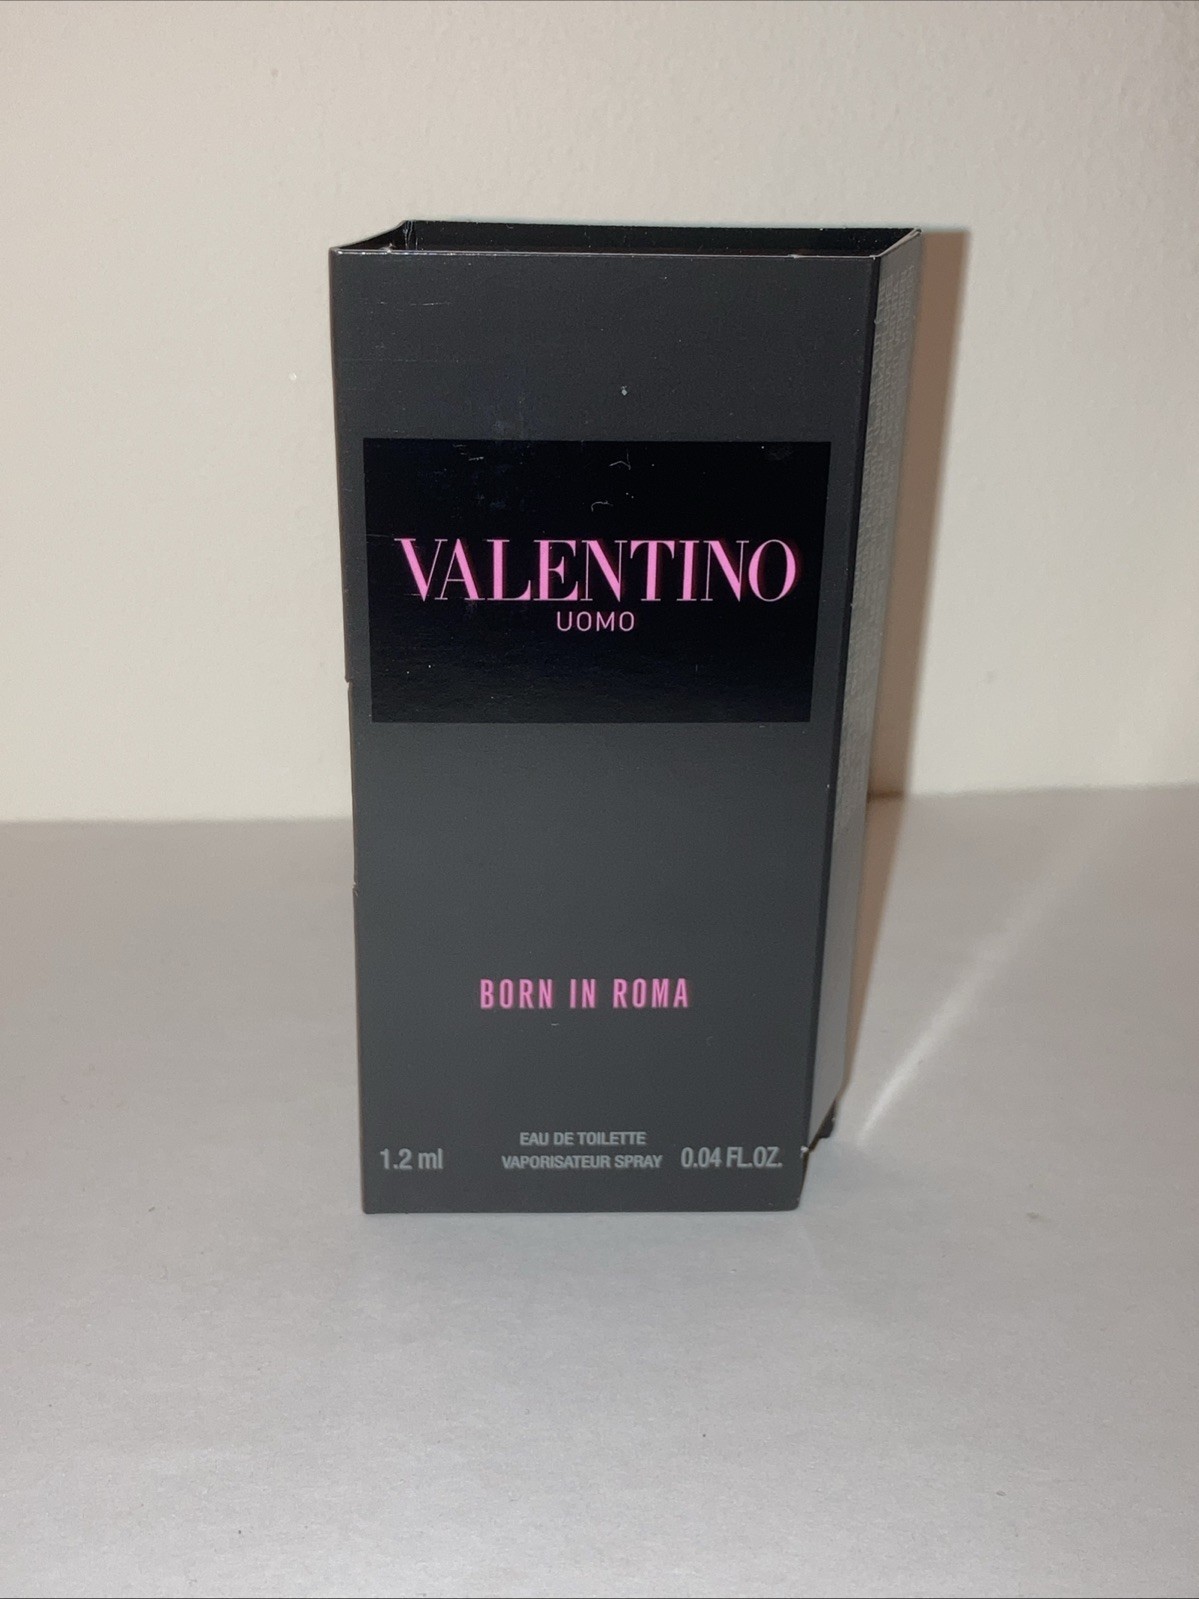 VALENTINO
UOMO
BORN IN ROMA
EAU DE TOILETTE
1.2 ml VAPORISATEUR SPRAY 0.04 FL.OZ.